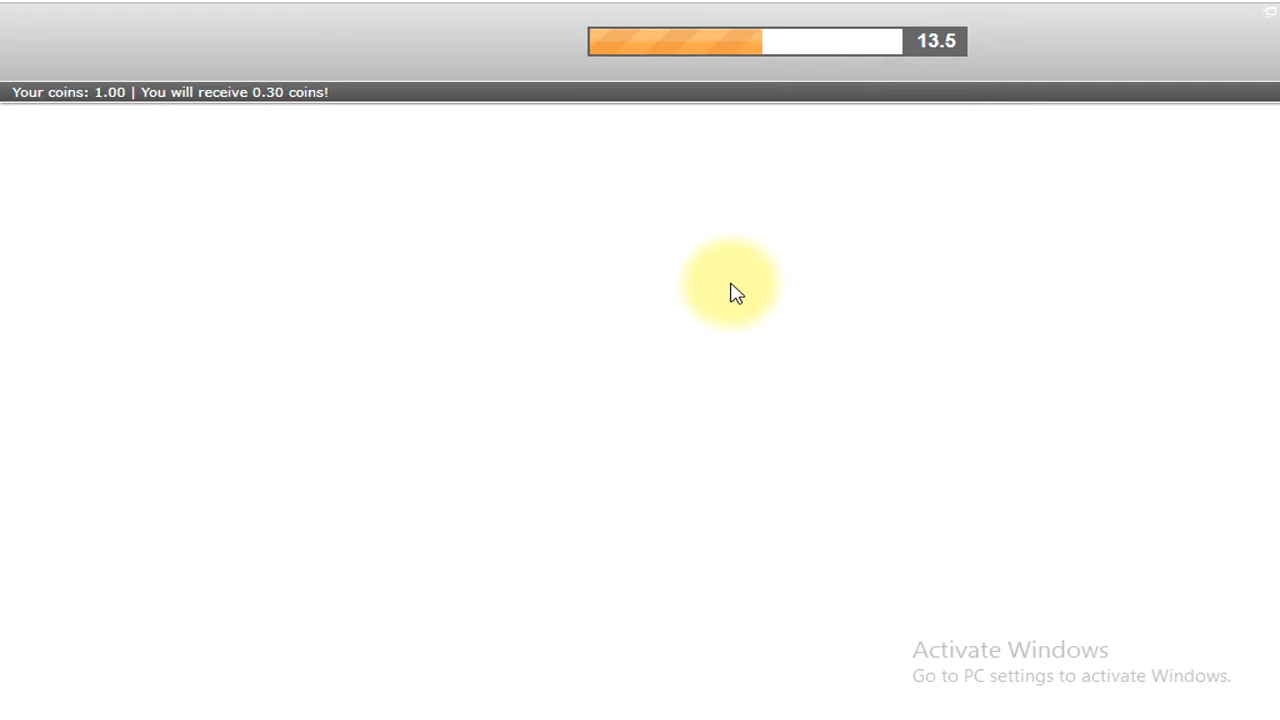 13.5
Your coins: 1.00 | You will receive 0.30 coins!
Activate Windows
Go to PC settings to activate Windows.